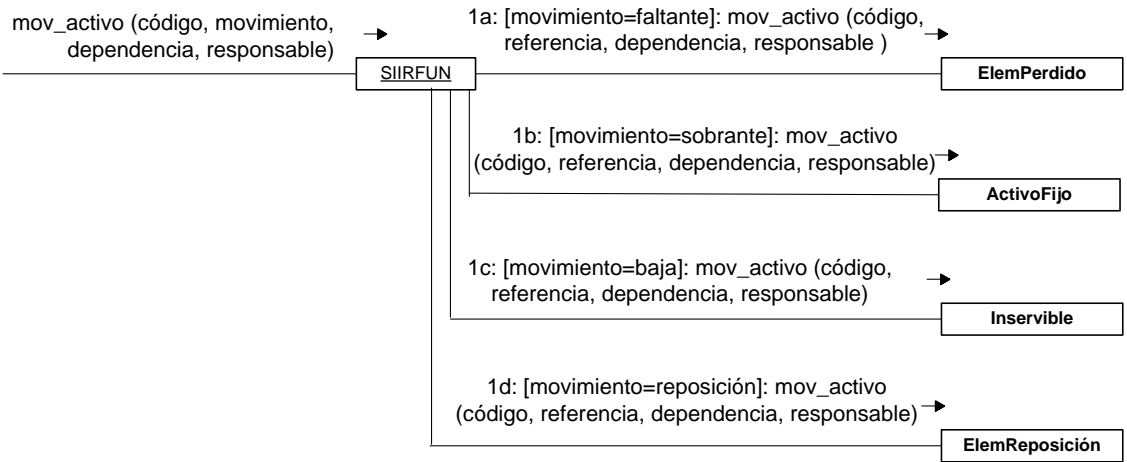 mov_activo (código, movimiento,
dependencia, responsable)
SIIRFUN
1a: [movimiento=faltante]: mov_activo (código,
referencia, dependencia, responsable )
ElemPerdido
1b: [movimiento=sobrante]: mov_activo
(código, referencia, dependencia, responsable)
ActivoFijo
1c: [movimiento=baja]: mov_activo (código,
referencia, dependencia, responsable)
Inservible
1d: [movimiento=reposición]: mov_activo
(código, referencia, dependencia, responsable)
ElemReposición